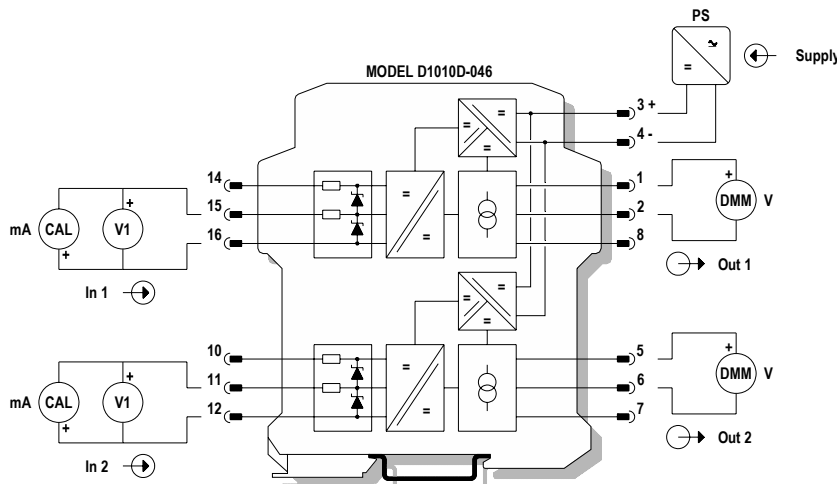 PS
Supply
MODEL D1010D-046
=
3 +
4 -
14
15
16
1
2
8
mA
CAL
+
V1
+
In 1
+
DMM
V
Out 1
10
11
12
5
6
7
mA
CAL
+
V1
+
In 2
+
DMM
V
Out 2